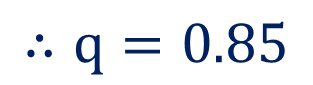 ∴ q = 0.85